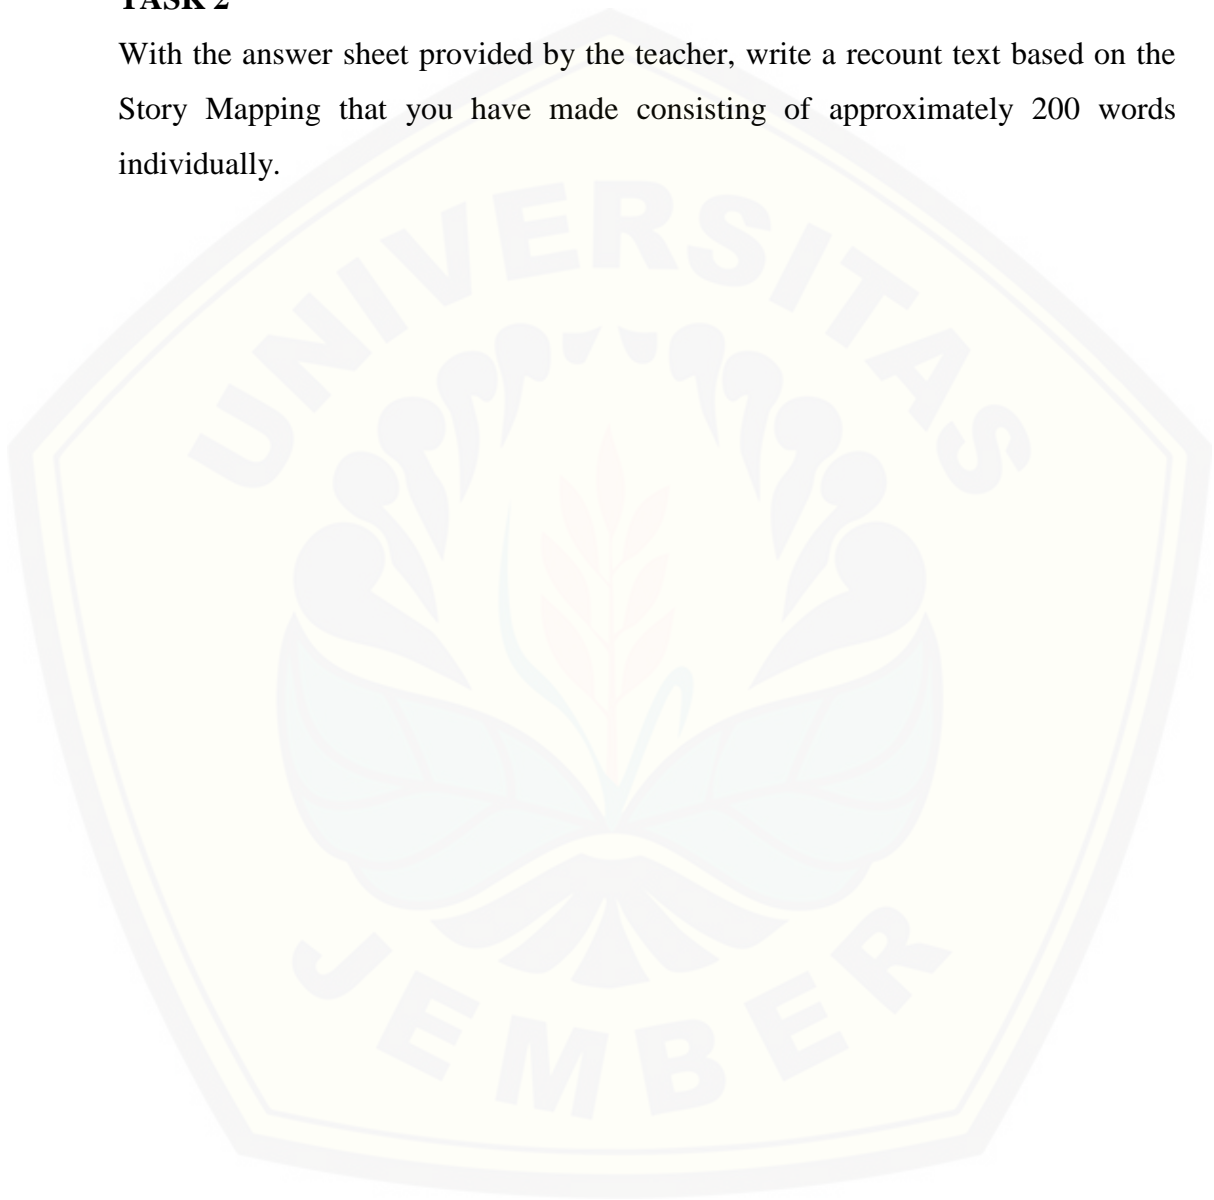 TASK 2
With the answer sheet provided by the teacher, write a recount text based on the
Story Mapping that you have made consisting of approximately 200 words
individually.
UNIVERSITAS
JEMBER